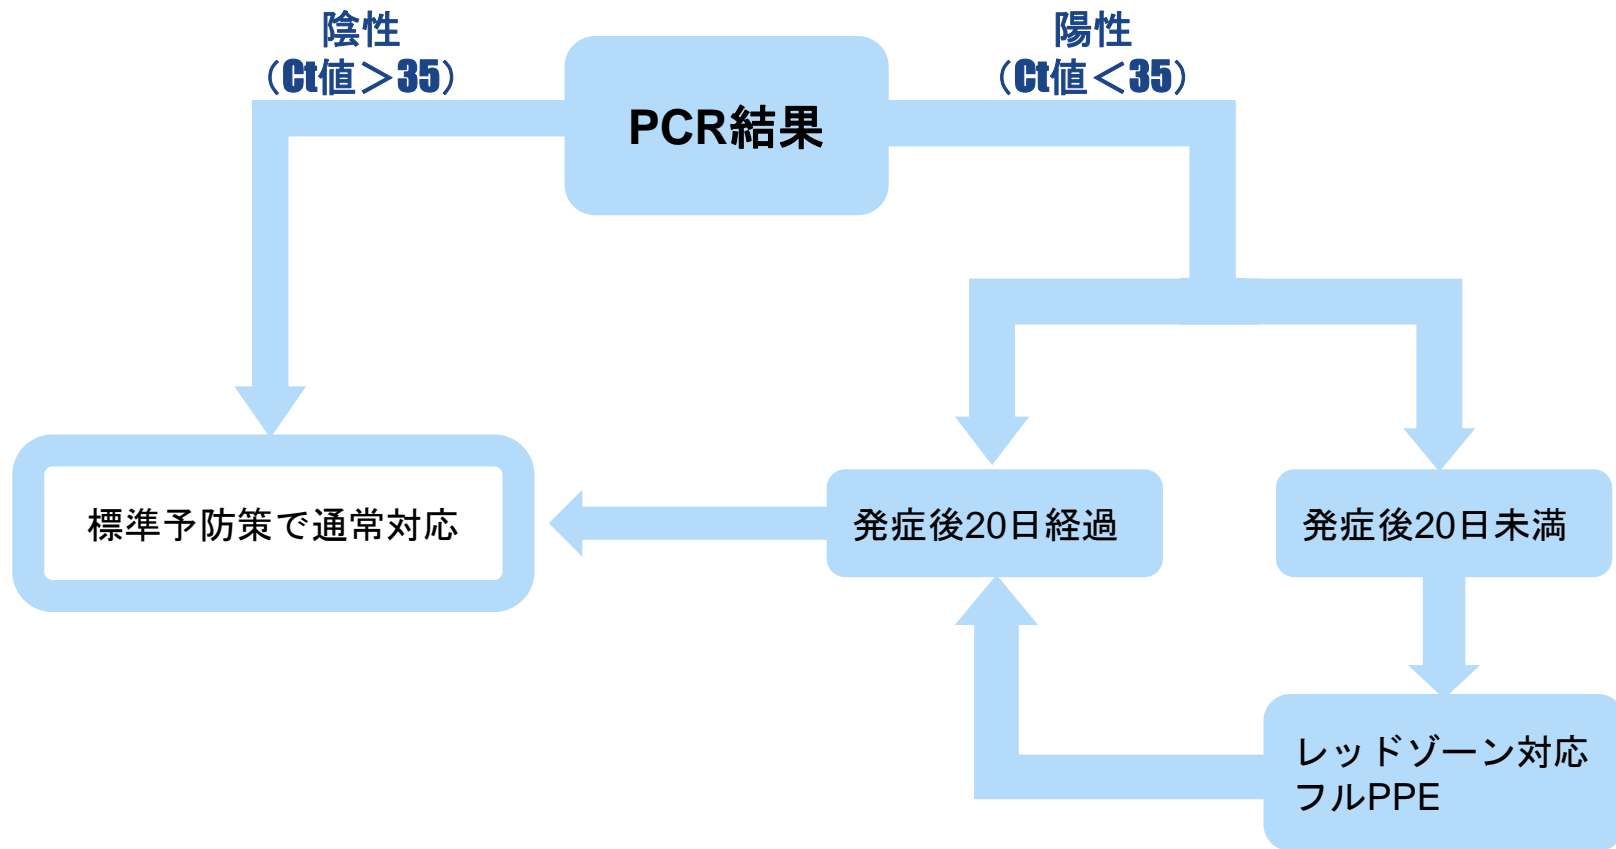 陰性
（Ct値＞35）
陽性
（Ct値＜35）
PCR結果
標準予防策で通常対応
発症後20日経過
発症後20日未満
レッドゾーン対応
フルPPE